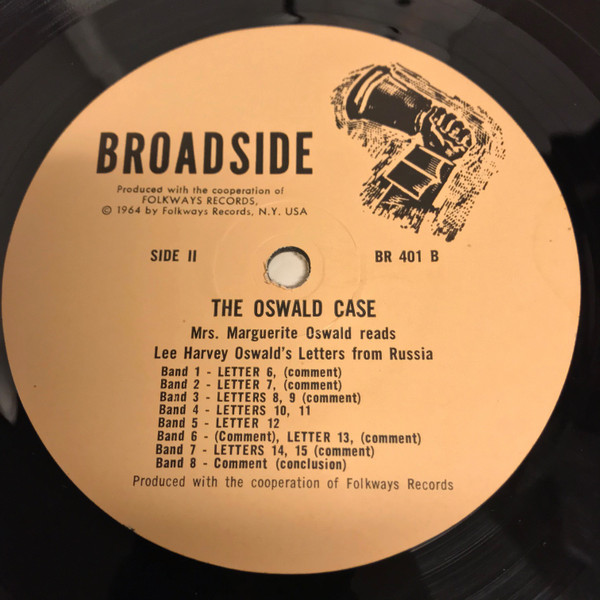 BROADSIDE
Produced with the cooperation of
FOLKWAYS RECORDS,
© 1964 by Folkways Records, N.Y. USA
SIDE II
BR 401 B
THE OSWALD CASE
Mrs. Marguerite Oswald reads
Lee Harvey Oswald's Letters from Russia
Band 1 - LETTER 6, (comment)
Band 2 - LETTER 7, (comment)
Band 3 - LETTERS 8, 9 (comment)
Band 4 - LETTERS 10, 11
Band 5 - LETTER 12
Band 6 - (Comment), LETTER 13, (comment)
Band 7 - LETTERS 14, 15 (comment)
Band 8 - Comment (conclusion)
Produced with the cooperation of Folkways Records